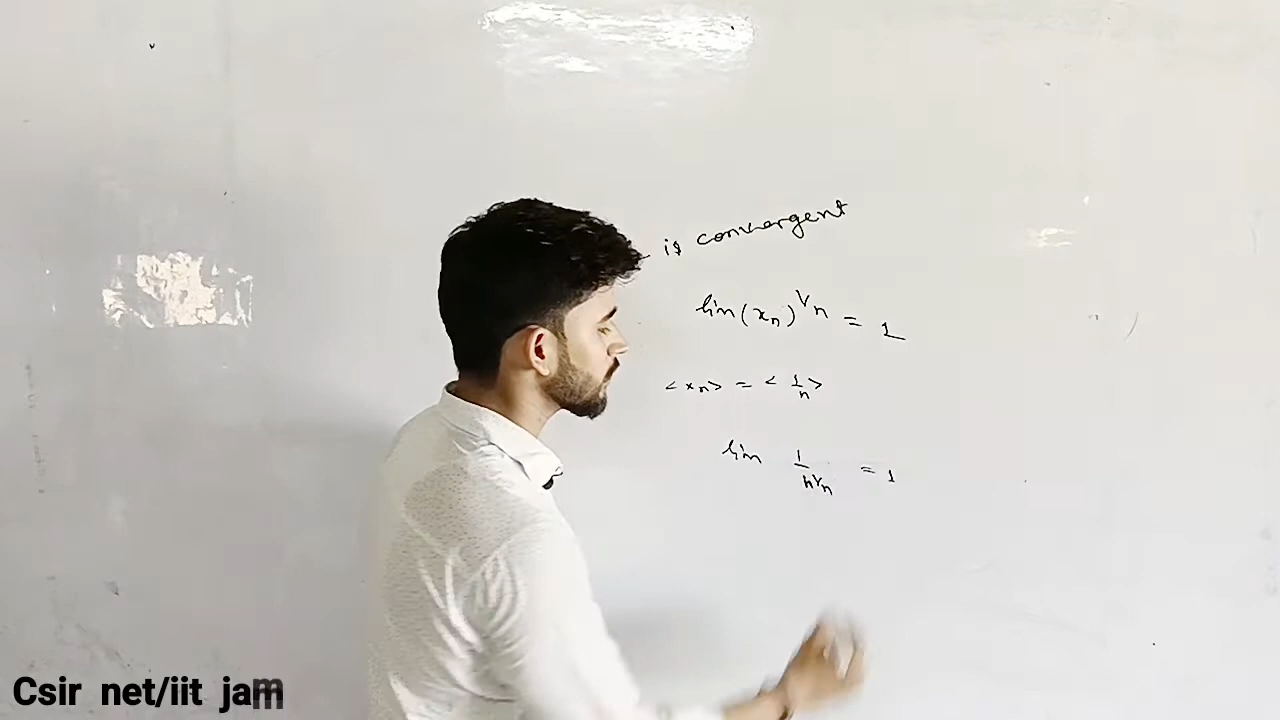 is convergent
lim (xₙ)^1/n = 1
<xₙ> = <1/n>
lim 1/n^1/n = 1
Csir net/iit jam